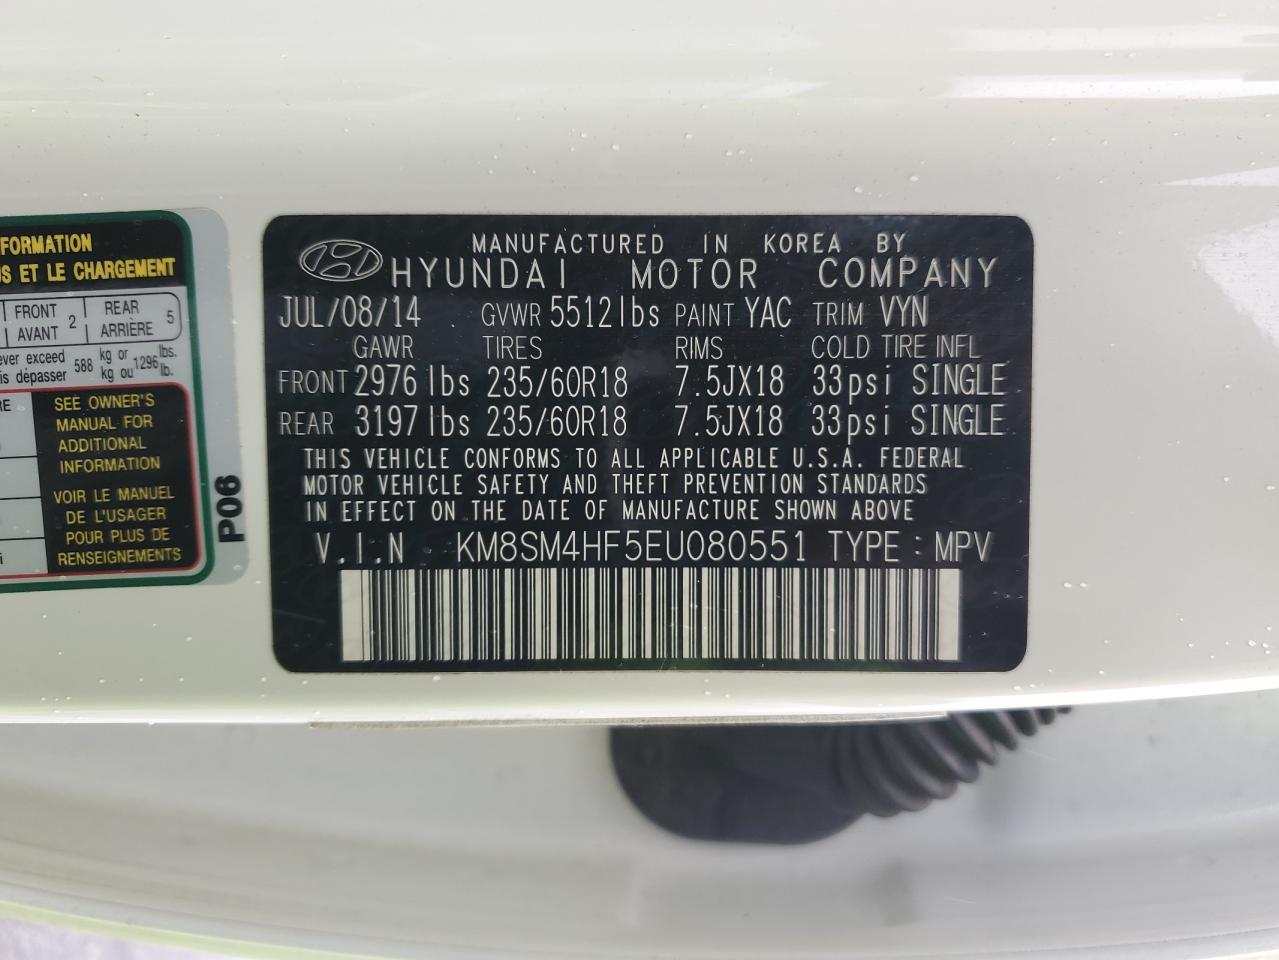 FORMATION
US ET LE CHARGEMENT
FRONT
AVANT 2
REAR
ARRIÈRE 5
ever exceed 588 kg or 1296 lbs.
is dépasser kg ou lb.
RE
SEE OWNER'S
MANUAL FOR
ADDITIONAL
INFORMATION
VOIR LE MANUEL
DE L'USAGER
POUR PLUS DE
RENSEIGNEMENTS
P06
MANUFACTURED IN KOREA BY
HYUNDAI MOTOR COMPANY
JUL/08/14 GVWR 5512 lbs PAINT YAC TRIM VYN
GAWR TIRES RIMS COLD TIRE INFL
FRONT 2976 lbs 235/60R18 7.5JX18 33psi SINGLE
REAR 3197 lbs 235/60R18 7.5JX18 33psi SINGLE
THIS VEHICLE CONFORMS TO ALL APPLICABLE U.S.A. FEDERAL
MOTOR VEHICLE SAFETY AND THEFT PREVENTION STANDARDS
IN EFFECT ON THE DATE OF MANUFACTURE SHOWN ABOVE
V.I.N KM8SM4HF5EU080551 TYPE : MPV